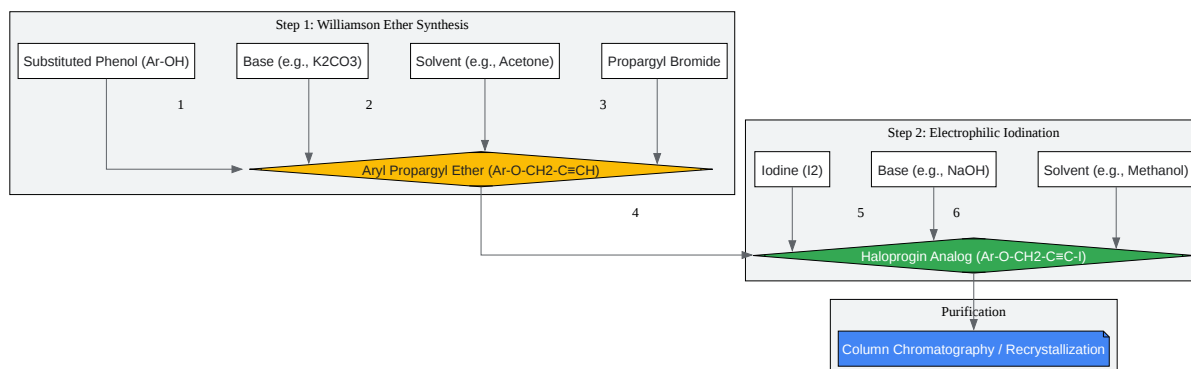 Step 1: Williamson Ether Synthesis
Substituted Phenol (Ar-OH)
Base (e.g., K2CO3)
Solvent (e.g., Acetone)
Propargyl Bromide
1
2
3
Aryl Propargyl Ether (Ar-O-CH2-C≡CH)
Step 2: Electrophilic Iodination
Iodine (I2)
Base (e.g., NaOH)
Solvent (e.g., Methanol)
4
5
6
Haloprogin Analog (Ar-O-CH2-C≡C-I)
Purification
Column Chromatography / Recrystallization